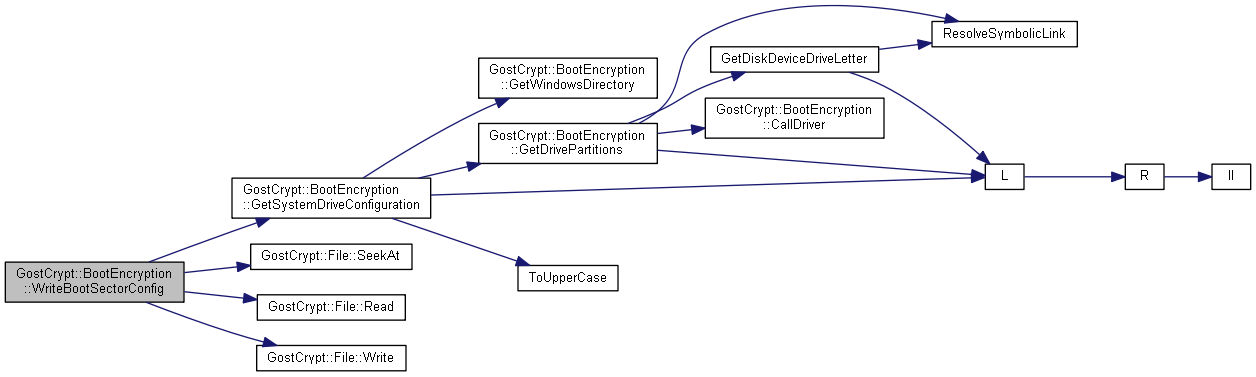 ResolveSymbolicLink
GetDiskDeviceDriveLetter
GostCrypt::BootEncryption
::GetWindowsDirectory
GostCrypt::BootEncryption
::CallDriver
GostCrypt::BootEncryption
::GetDrivePartitions
L
R
II
GostCrypt::BootEncryption
::GetSystemDriveConfiguration
GostCrypt::File::SeekAt
ToUpperCase
GostCrypt::BootEncryption
::WriteBootSectorConfig
GostCrypt::File::Read
GostCrypt::File::Write